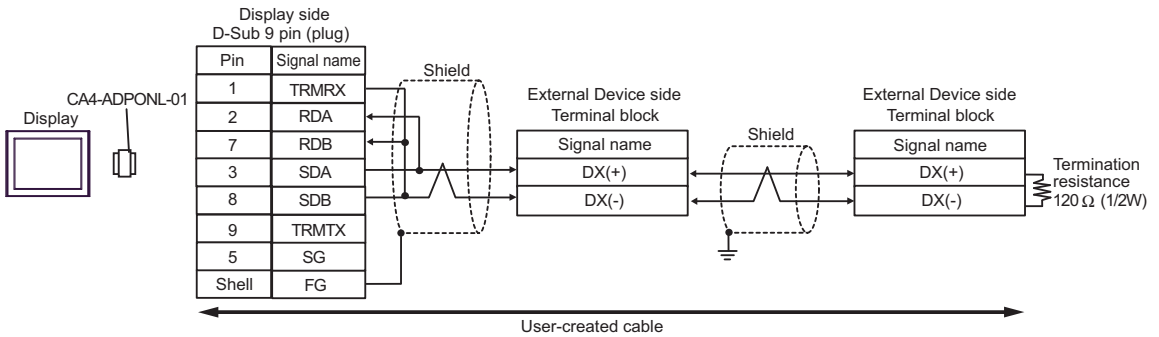 Display side
D-Sub 9 pin (plug)
Pin Signal name
1 TRMRX
2 RDA
7 RDB
3 SDA
8 SDB
9 TRMTX
5 SG
Shell FG
CA4-ADPONL-01
Display
Shield
External Device side
Terminal block
Signal name
DX(+)
DX(-)
Shield
External Device side
Terminal block
Signal name
DX(+)
DX(-)
Termination
resistance
120 Ω (1/2W)
User-created cable